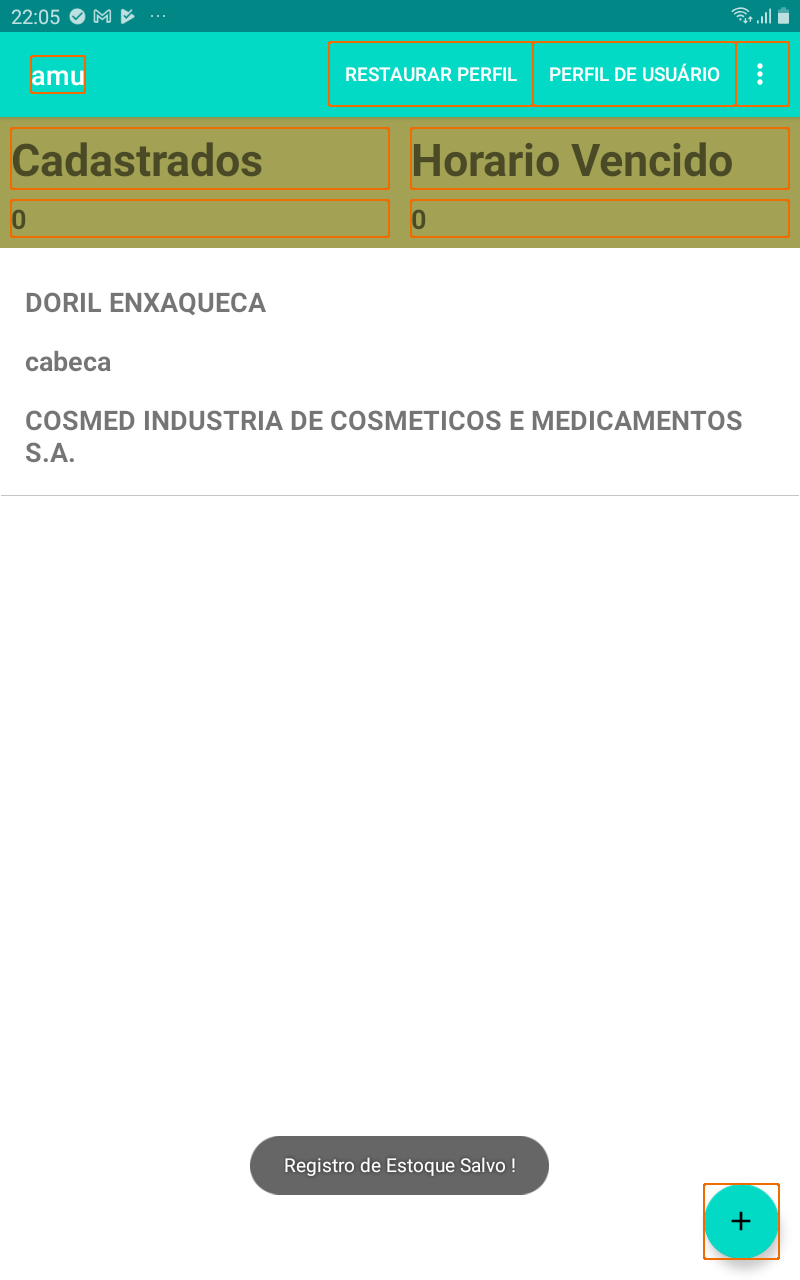 22:05
amu
RESTAURAR PERFIL
PERFIL DE USUÁRIO
Cadastrados
Horario Vencido
0
0
DORIL ENXAQUECA
cabeca
COSMED INDUSTRIA DE COSMETICOS E MEDICAMENTOS
S.A.
Registro de Estoque Salvo !
+